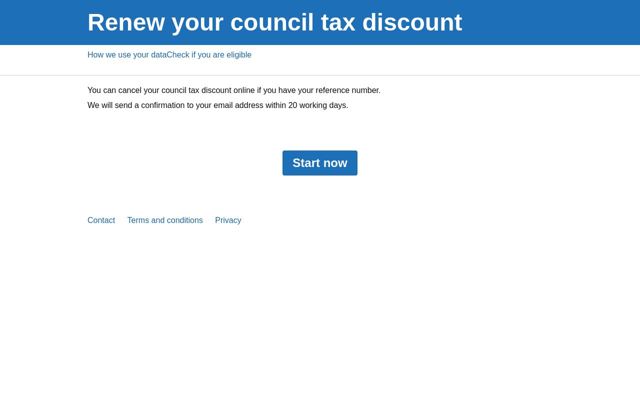 Renew your council tax discount
How we use your dataCheck if you are eligible
You can cancel your council tax discount online if you have your reference number.
We will send a confirmation to your email address within 20 working days.
Start now
Contact Terms and conditions Privacy